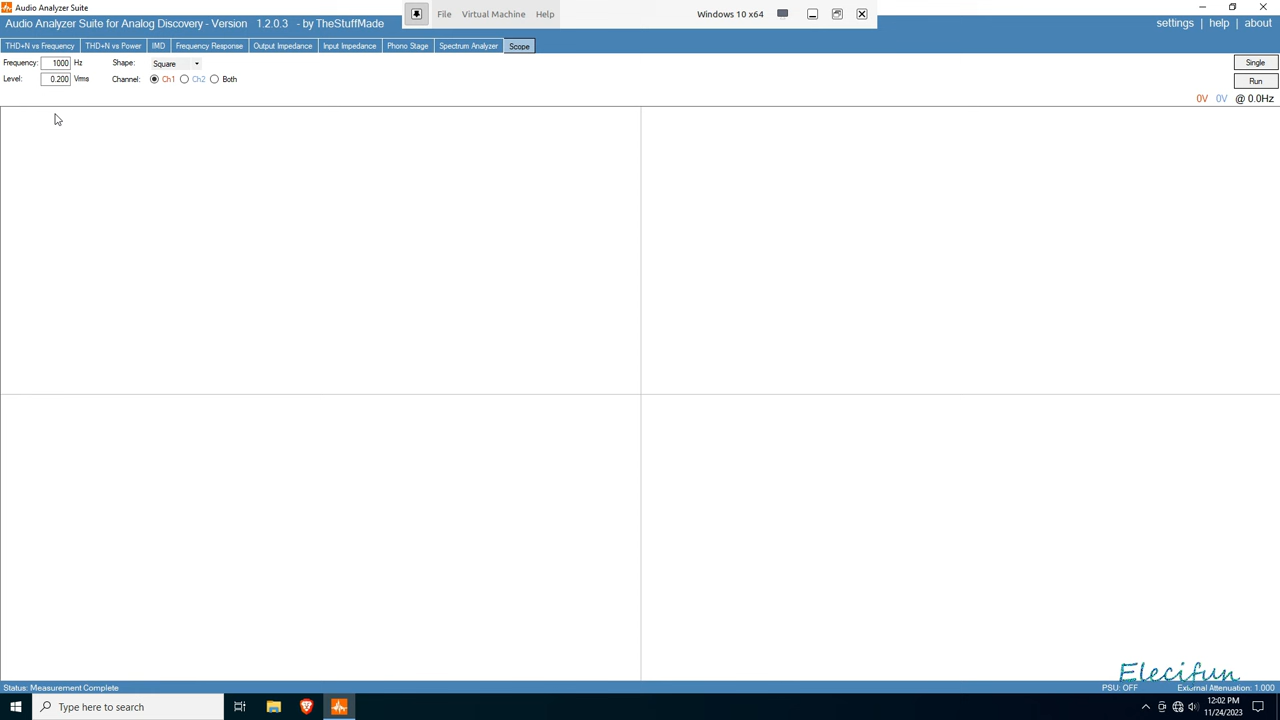 Audio Analyzer Suite
File Virtual Machine Help Windows 10 x64
Audio Analyzer Suite for Analog Discovery - Version 1.2.0.3 - by TheStuffMade
settings | help | about
THD+N vs Frequency THD+N vs Power IMD Frequency Response Output Impedance Input Impedance Phono Stage Spectrum Analyzer Scope
Frequency: 1000 Hz Shape: Square Single
Level: 0.200 Vrms Channel: Ch1 Ch2 Both Run
0V 0V @ 0.0Hz
Elecifun
Status: Measurement Complete PSU: OFF External Attenuation: 1.000
Type here to search
12:02 PM
11/24/2023